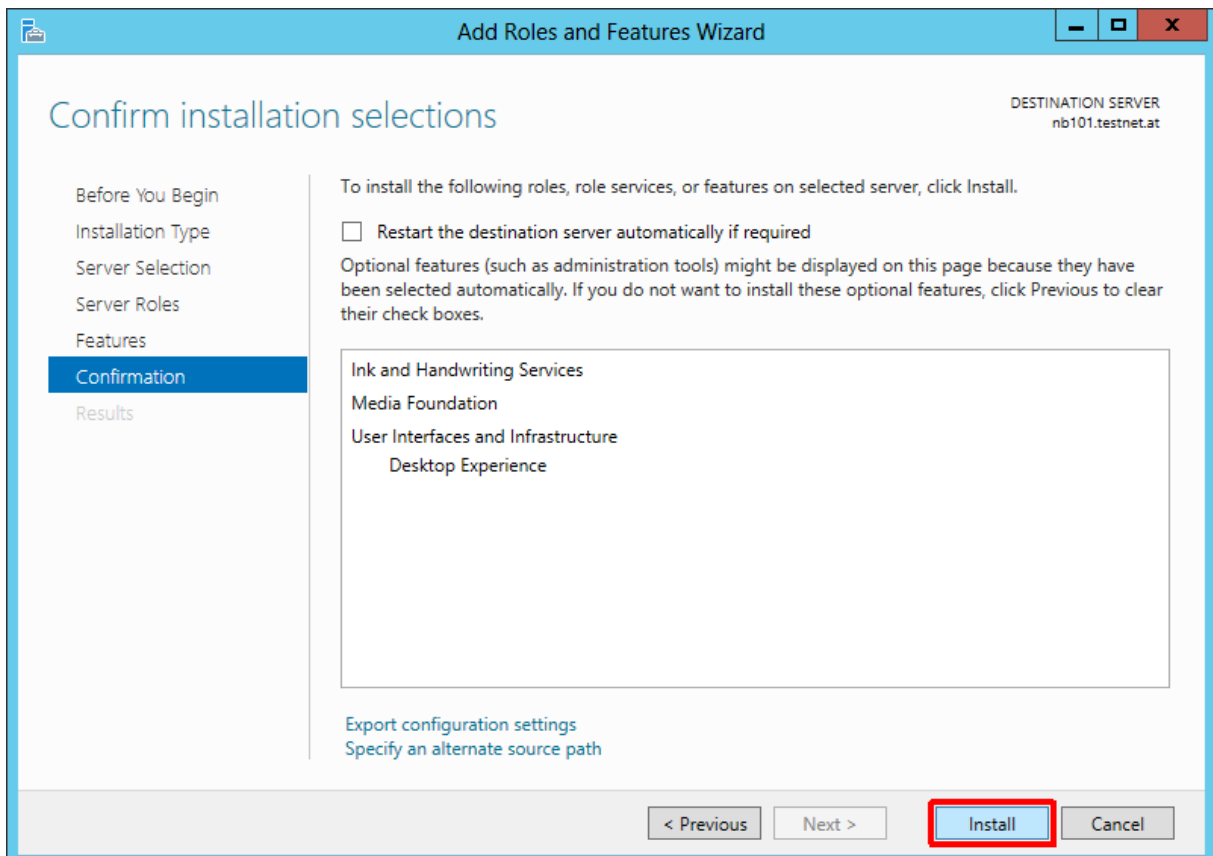 Add Roles and Features Wizard
Confirm installation selections
DESTINATION SERVER
nb101.testnet.at
Before You Begin
Installation Type
Server Selection
Server Roles
Features
Confirmation
Results
To install the following roles, role services, or features on selected server, click Install.
Restart the destination server automatically if required
Optional features (such as administration tools) might be displayed on this page because they have
been selected automatically. If you do not want to install these optional features, click Previous to clear
their check boxes.
Ink and Handwriting Services
Media Foundation
User Interfaces and Infrastructure
Desktop Experience
Export configuration settings
Specify an alternate source path
< Previous
Next >
Install
Cancel